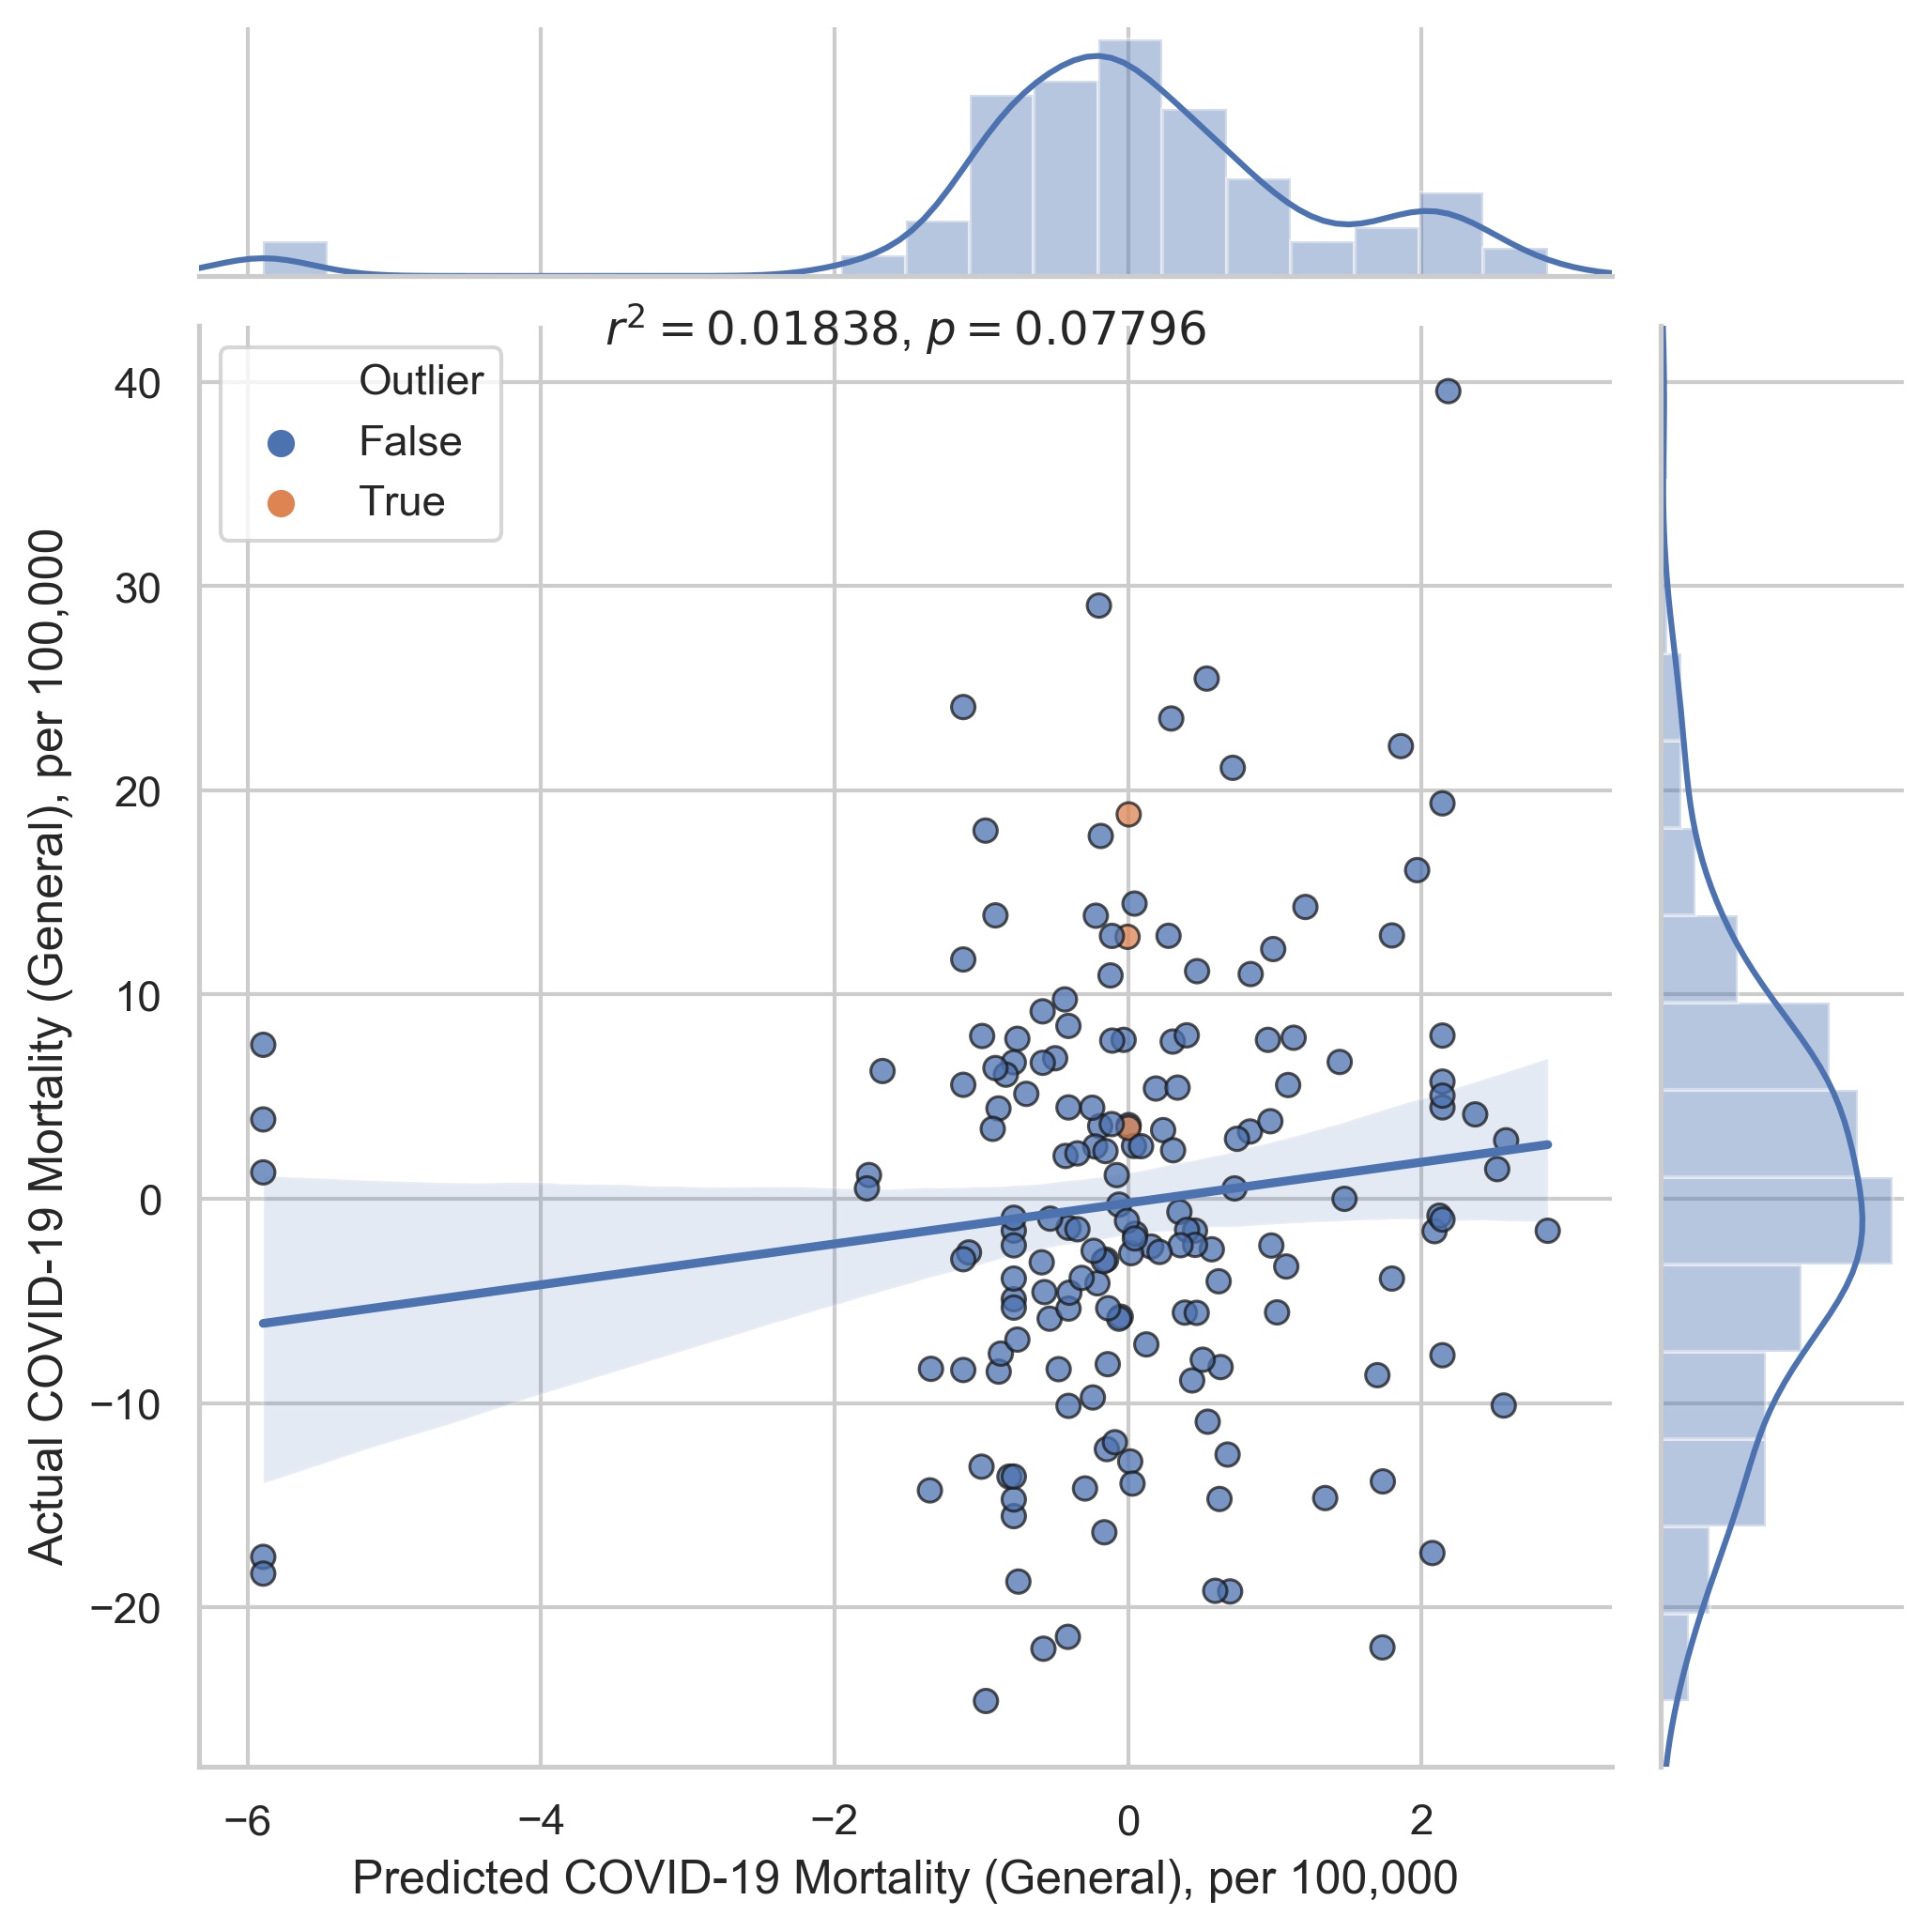 r² = 0.01838, p = 0.07796
Outlier
False
True
40
30
20
10
0
−10
−20
Actual COVID-19 Mortality (General), per 100,000
−6 −4 −2 0 2
Predicted COVID-19 Mortality (General), per 100,000